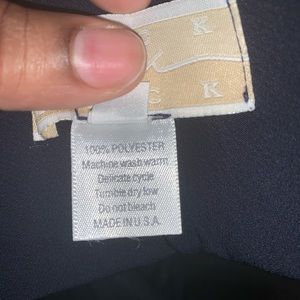 K
C
K
100% POLYESTER
Machine wash warm
Delicate cycle
Tumble dry low
Do not bleach
MADE IN U.S.A.